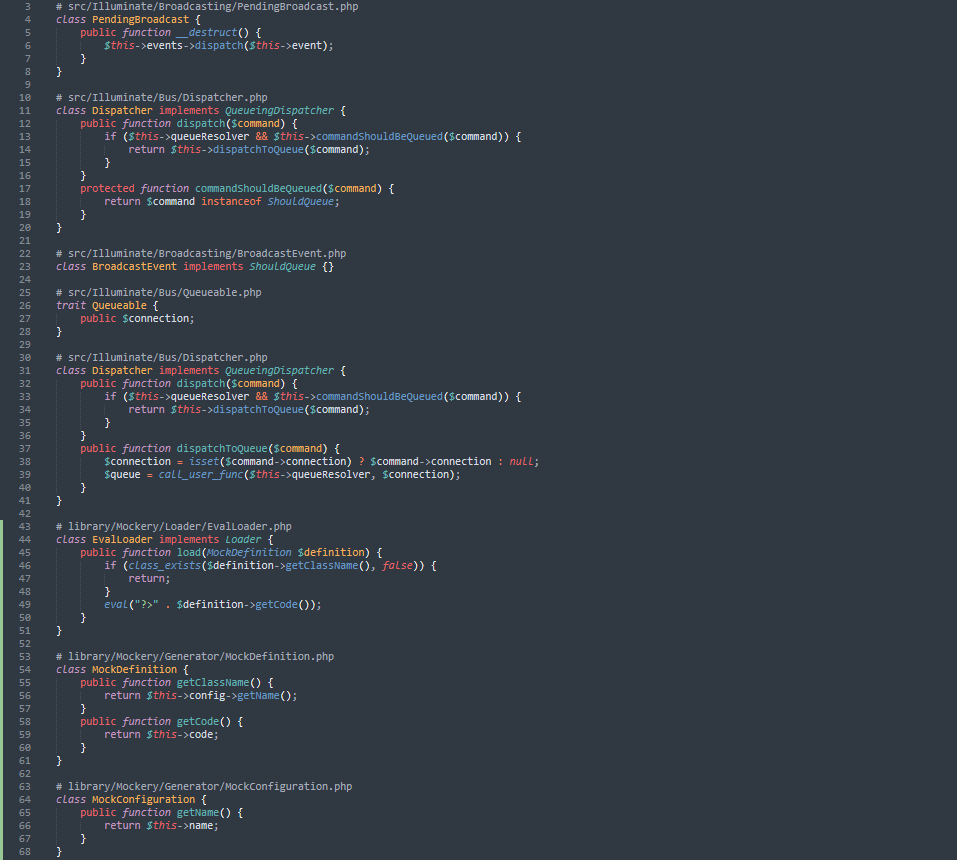 3 # src/Illuminate/Broadcasting/PendingBroadcast.php
4 class PendingBroadcast {
5     public function __destruct() {
6         $this->events->dispatch($this->event);
7     }
8 }
9
10 # src/Illuminate/Bus/Dispatcher.php
11 class Dispatcher implements QueueingDispatcher {
12     public function dispatch($command) {
13         if ($this->queueResolver && $this->commandShouldBeQueued($command)) {
14             return $this->dispatchToQueue($command);
15         }
16     }
17     protected function commandShouldBeQueued($command) {
18         return $command instanceof ShouldQueue;
19     }
20 }
21
22 # src/Illuminate/Broadcasting/BroadcastEvent.php
23 class BroadcastEvent implements ShouldQueue {}
24
25 # src/Illuminate/Bus/Queueable.php
26 trait Queueable {
27     public $connection;
28 }
29
30 # src/Illuminate/Bus/Dispatcher.php
31 class Dispatcher implements QueueingDispatcher {
32     public function dispatch($command) {
33         if ($this->queueResolver && $this->commandShouldBeQueued($command)) {
34             return $this->dispatchToQueue($command);
35         }
36     }
37     public function dispatchToQueue($command) {
38         $connection = isset($command->connection) ? $command->connection : null;
39         $queue = call_user_func($this->queueResolver, $connection);
40     }
41 }
42
43 # library/Mockery/Loader/EvalLoader.php
44 class EvalLoader implements Loader {
45     public function load(MockDefinition $definition) {
46         if (class_exists($definition->getClassName(), false)) {
47             return;
48         }
49         eval("?>" . $definition->getCode());
50     }
51 }
52
53 # library/Mockery/Generator/MockDefinition.php
54 class MockDefinition {
55     public function getClassName() {
56         return $this->config->getName();
57     }
58     public function getCode() {
59         return $this->code;
60     }
61 }
62
63 # library/Mockery/Generator/MockConfiguration.php
64 class MockConfiguration {
65     public function getName() {
66         return $this->name;
67     }
68 }